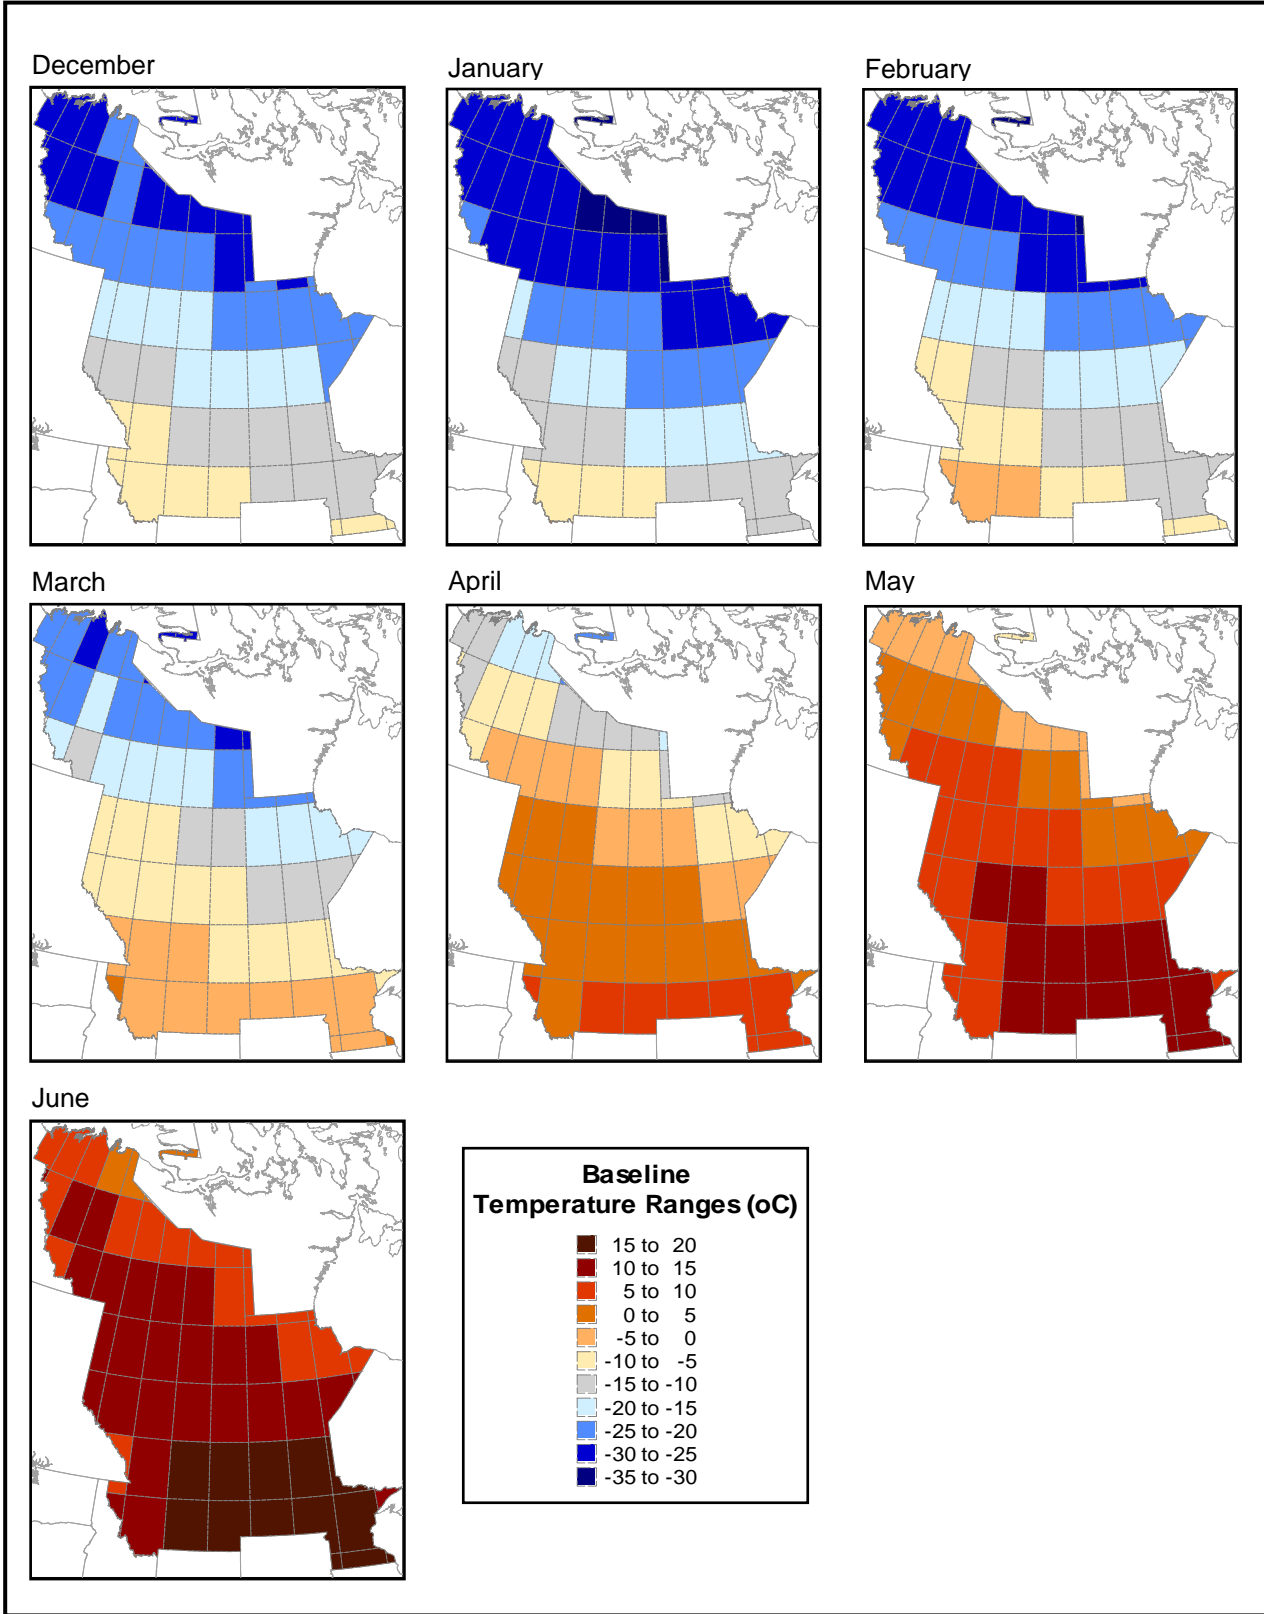 December
January
February
March
April
May
June
Baseline
Temperature Ranges (oC)
15 to 20
10 to 15
5 to 10
0 to 5
-5 to 0
-10 to -5
-15 to -10
-20 to -15
-25 to -20
-30 to -25
-35 to -30